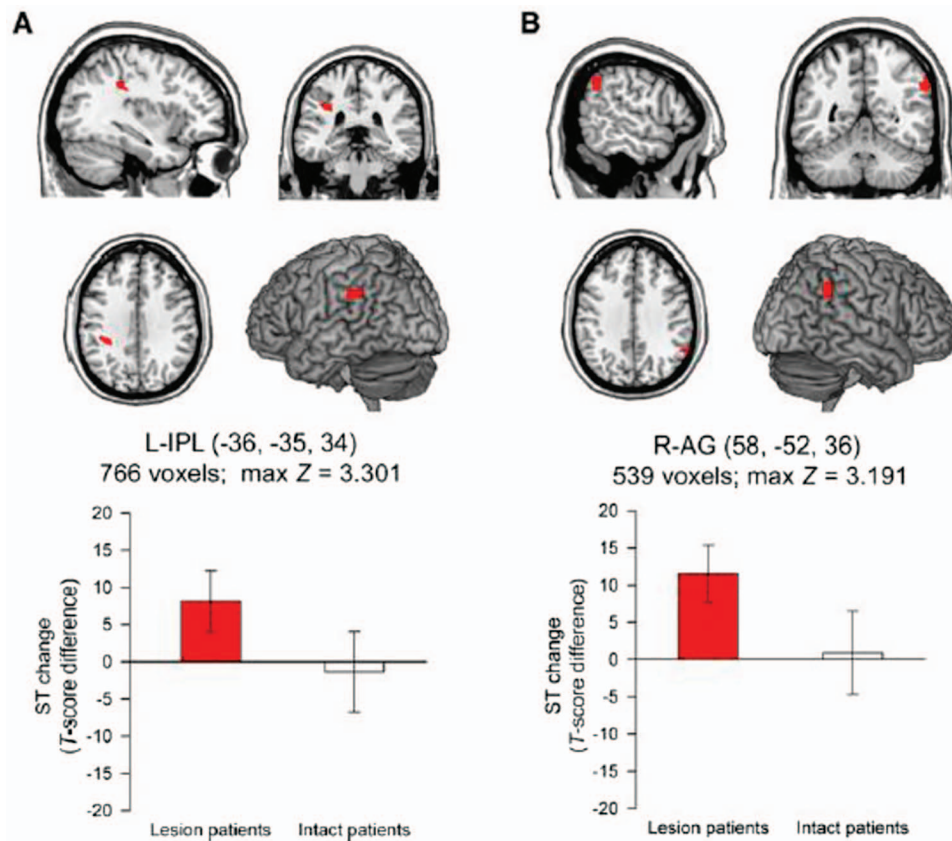 A
B
L-IPL (-36, -35, 34)
766 voxels; max Z = 3.301
R-AG (58, -52, 36)
539 voxels; max Z = 3.191
ST change
(T-score difference)
20
15
10
5
0
-5
-10
-15
-20
Lesion patients
Intact patients
ST change
(T-score difference)
20
15
10
5
0
-5
-10
-15
-20
Lesion patients
Intact patients